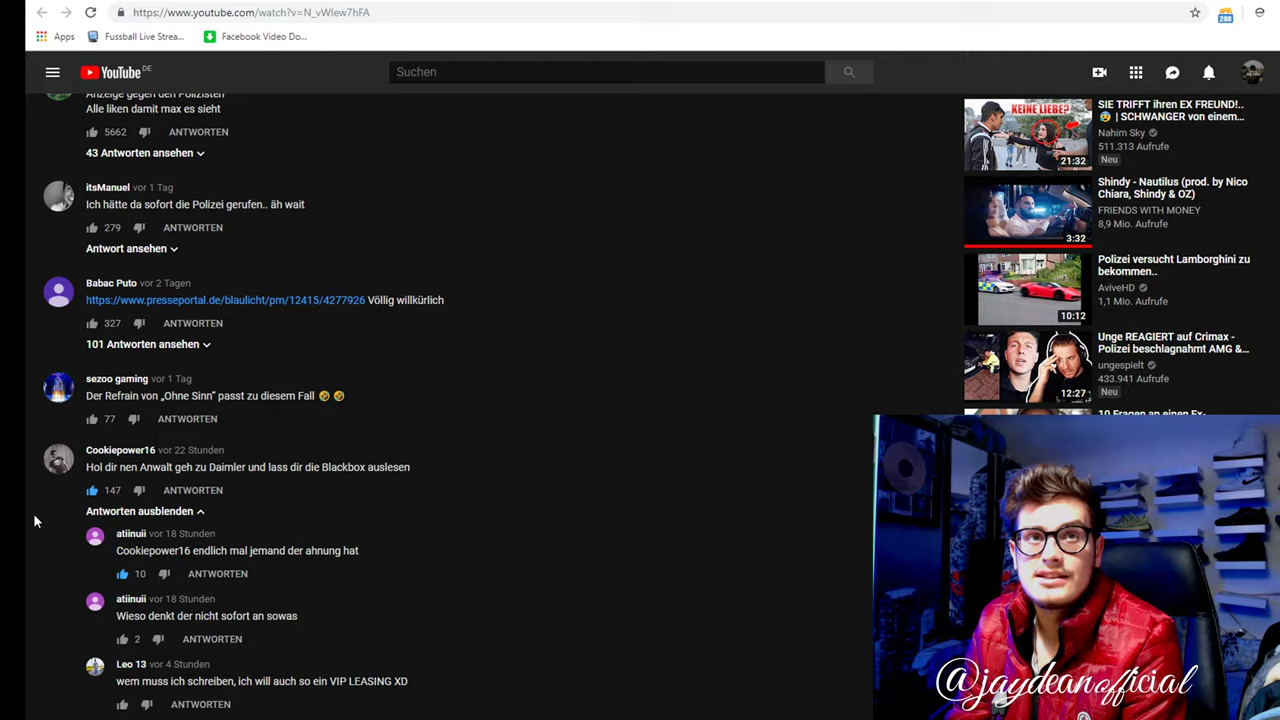 https://www.youtube.com/watch?v=N_vWIew7hFA
288
Apps
Fussball Live Strea...
Facebook Video Do...
YouTube DE
Suchen
Anzeige gegen den Polizisten
Alle liken damit max es sieht
5662 ANTWORTEN
43 Antworten ansehen
itsManuel vor 1 Tag
Ich hätte da sofort die Polizei gerufen.. äh wait
279 ANTWORTEN
Antwort ansehen
Babac Puto vor 2 Tagen
https://www.presseportal.de/blaulicht/pm/12415/4277926 Völlig willkürlich
327 ANTWORTEN
101 Antworten ansehen
sezoo gaming vor 1 Tag
Der Refrain von „Ohne Sinn“ passt zu diesem Fall 🤣 🤣
77 ANTWORTEN
Cookiepower16 vor 22 Stunden
Hol dir nen Anwalt geh zu Daimler und lass dir die Blackbox auslesen
147 ANTWORTEN
Antworten ausblenden
atiinuii vor 18 Stunden
Cookiepower16 endlich mal jemand der ahnung hat
10 ANTWORTEN
atiinuii vor 18 Stunden
Wieso denkt der nicht sofort an sowas
2 ANTWORTEN
Leo 13 vor 4 Stunden
wem muss ich schreiben, ich will auch so ein VIP LEASING XD
ANTWORTEN
KEINE LIEBE?
21:32
SIE TRIFFT ihren EX FREUND!..
😰 | SCHWANGER von einem...
Nahim Sky
511.313 Aufrufe
Neu
3:32
Shindy - Nautilus (prod. by Nico
Chiara, Shindy & OZ)
FRIENDS WITH MONEY
8,9 Mio. Aufrufe
10:12
Polizei versucht Lamborghini zu
bekommen..
AviveHD
1,1 Mio. Aufrufe
12:27
Unge REAGIERT auf Crimax -
Polizei beschlagnahmt AMG &...
ungespielt
433.941 Aufrufe
Neu
10 Fragen an einen Ex-
@jaydeanofficial